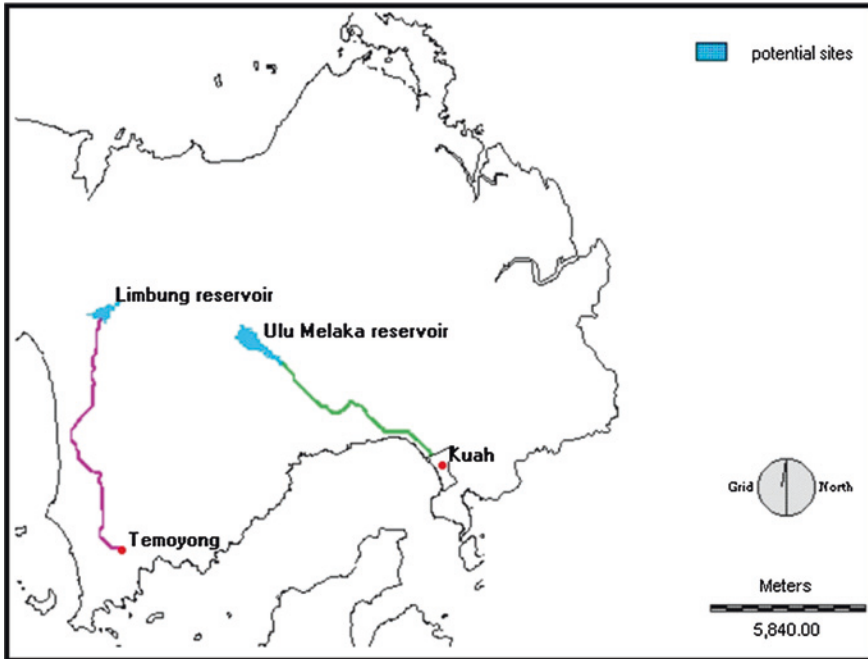 potential sites
Limbung reservoir
Ulu Melaka reservoir
Kuah
Grid North
Temoyong
Meters
5,840.00